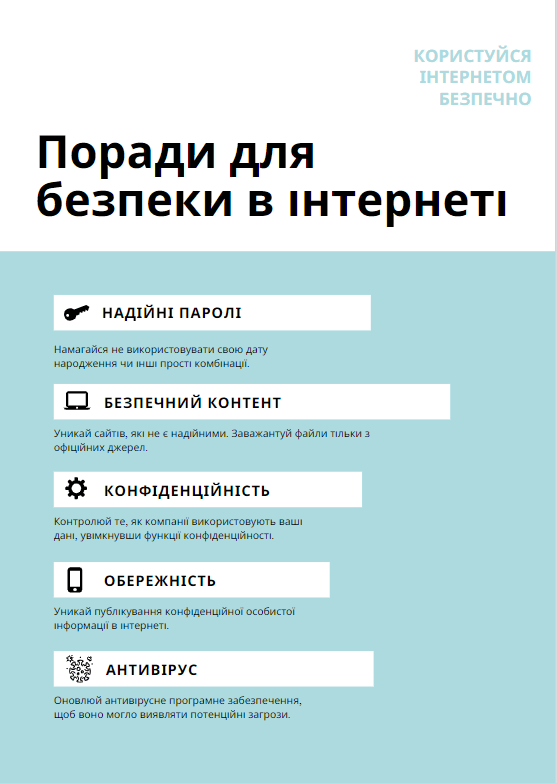 КОРИСТУЙСЯ
ІНТЕРНЕТОМ
БЕЗПЕЧНО
Поради для
безпеки в інтернеті
НАДІЙНІ ПАРОЛІ
Намагайся не використовувати свою дату
народження чи інші прості комбінації.
БЕЗПЕЧНИЙ КОНТЕНТ
Уникай сайтів, які не є надійними. Заважантуй файли тільки з
офіційних джерел.
КОНФІДЕНЦІЙНІСТЬ
Контролюй те, як компанії використовують ваші
дані, увімкнувши функції конфіденційності.
ОБЕРЕЖНІСТЬ
Уникай публікування конфіденційної особистої
інформації в інтернеті.
АНТИВІРУС
Оновлюй антивірусне програмне забезпечення,
щоб воно могло виявляти потенційні загрози.